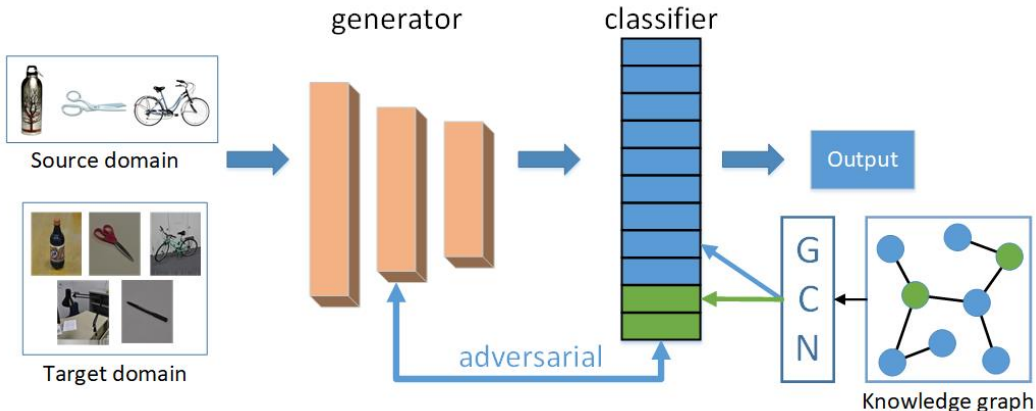 generator
classifier
Source domain
Output
G
C
N
adversarial
Target domain
Knowledge graph